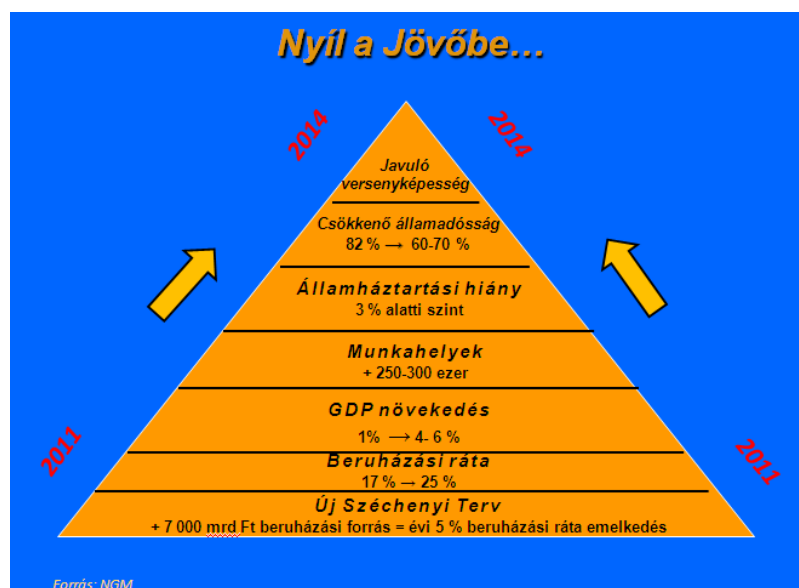 Nyíl a Jövőbe...
2014
2014
Javuló
versenyképesség
Csökkenő államadósság
82 % → 60-70 %
Államháztartási hiány
3 % alatti szint
Munkahelyek
+ 250-300 ezer
GDP növekedés
1% → 4- 6 %
2011
2011
Beruházási ráta
17 % → 25 %
Új Széchenyi Terv
+ 7 000 mrd Ft beruházási forrás = évi 5 % beruházási ráta emelkedés
Forrás: NGM